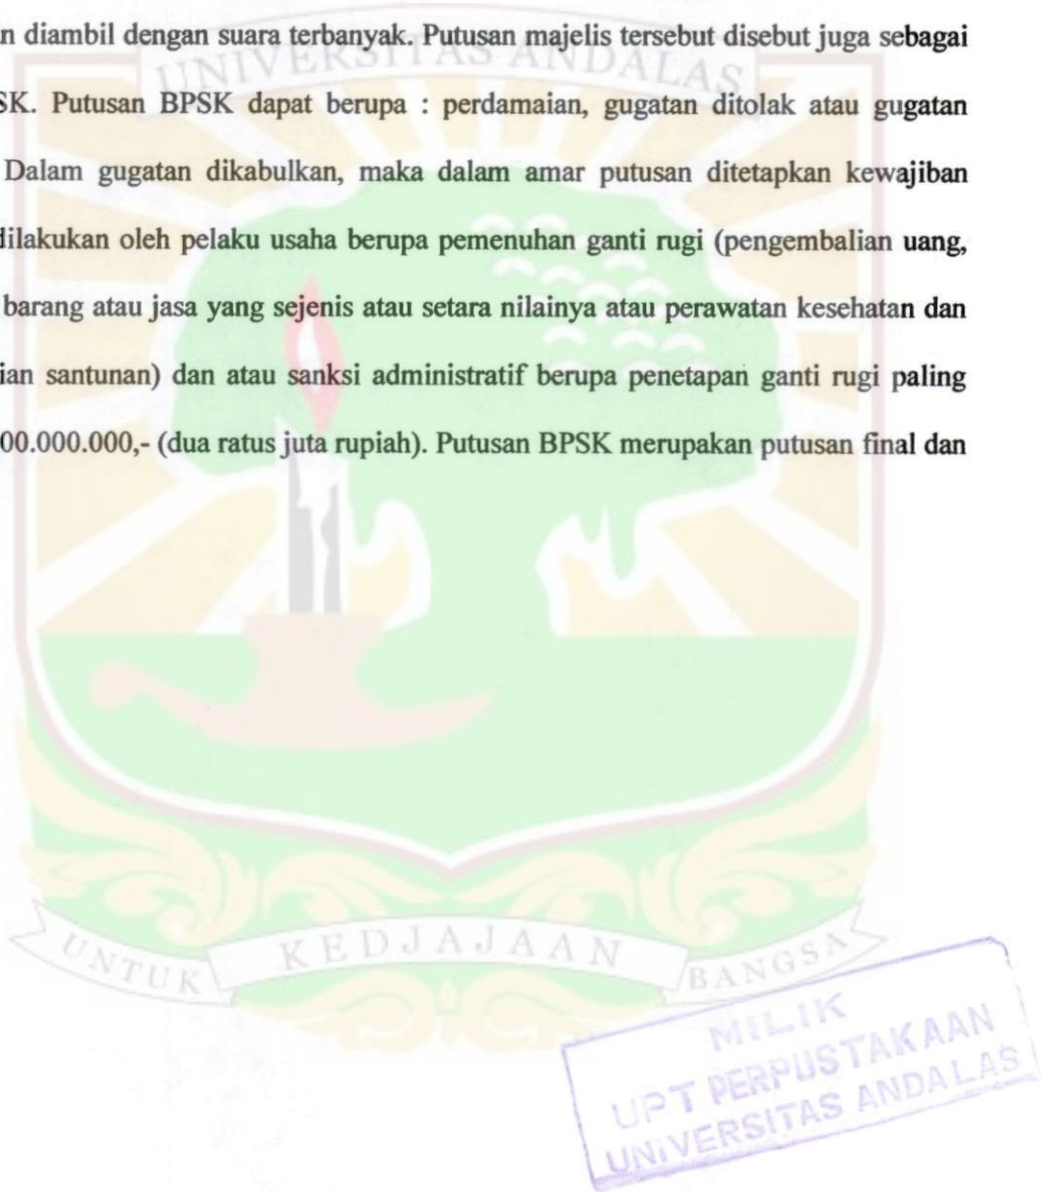 n diambil dengan suara terbanyak. Putusan majelis tersebut disebut juga sebagai
SK. Putusan BPSK dapat berupa : perdamaian, gugatan ditolak atau gugatan
Dalam gugatan dikabulkan, maka dalam amar putusan ditetapkan kewajiban
dilakukan oleh pelaku usaha berupa pemenuhan ganti rugi (pengembalian uang,
barang atau jasa yang sejenis atau setara nilainya atau perawatan kesehatan dan
ian santunan) dan atau sanksi administratif berupa penetapan ganti rugi paling
00.000.000,- (dua ratus juta rupiah). Putusan BPSK merupakan putusan final dan
UNIVERSITAS ANDALAS
UNTUK KEDJAJAAN BANGSA
MILIK
UPT PERPUSTAKAAN
UNIVERSITAS ANDALAS